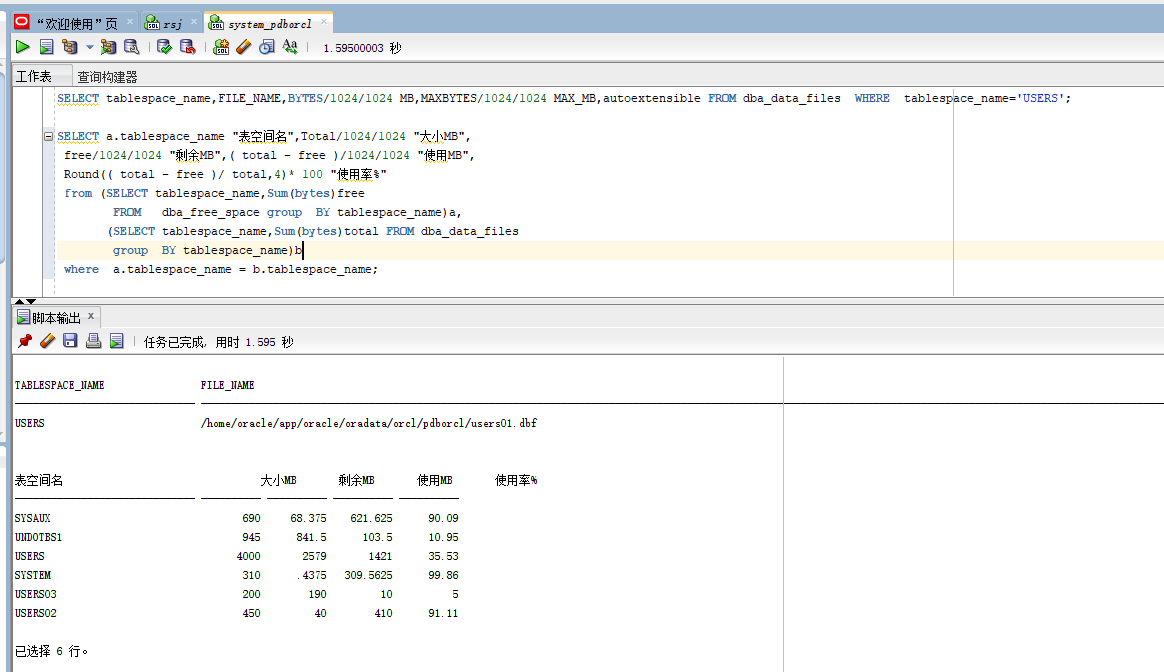 “欢迎使用”页 rsj system_pdborcl
1.59500003 秒
工作表 查询构建器
SELECT tablespace_name,FILE_NAME,BYTES/1024/1024 MB,MAXBYTES/1024/1024 MAX_MB,autoextensible FROM dba_data_files WHERE tablespace_name='USERS';
SELECT a.tablespace_name "表空间名",Total/1024/1024 "大小MB",
free/1024/1024 "剩余MB",( total - free )/1024/1024 "使用MB",
Round(( total - free )/ total,4)* 100 "使用率%"
from (SELECT tablespace_name,Sum(bytes)free
FROM dba_free_space group BY tablespace_name)a,
(SELECT tablespace_name,Sum(bytes)total FROM dba_data_files
group BY tablespace_name)b
where a.tablespace_name = b.tablespace_name;
脚本输出 x
任务已完成, 用时 1.595 秒
TABLESPACE_NAME FILE_NAME
USERS /home/oracle/app/oracle/oradata/orcl/pdborcl/users01.dbf
表空间名 大小MB 剩余MB 使用MB 使用率%
SYSAUX 690 68.375 621.625 90.09
UNDOTBS1 945 841.5 103.5 10.95
USERS 4000 2579 1421 35.53
SYSTEM 310 .4375 309.5625 99.86
USERS03 200 190 10 5
USERS02 450 40 410 91.11
已选择 6 行。